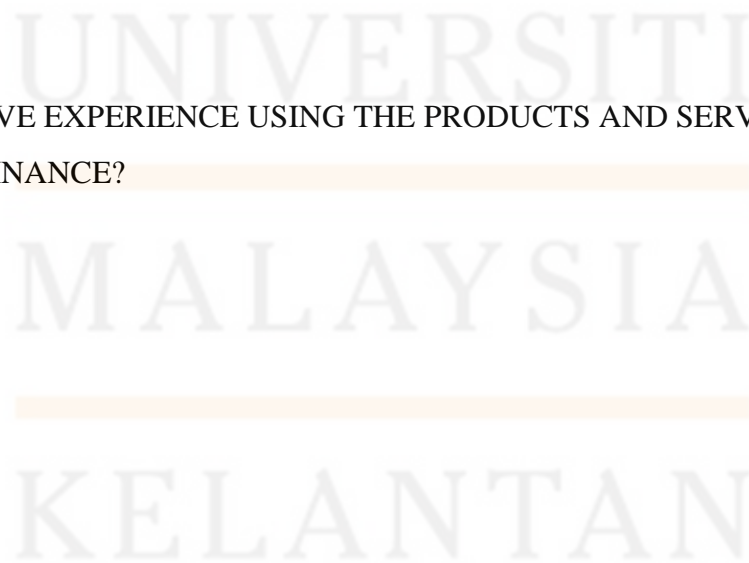 UNIVERSITI
VE EXPERIENCE USING THE PRODUCTS AND SERV
NANCE?
MALAYSIA
KELANTAN